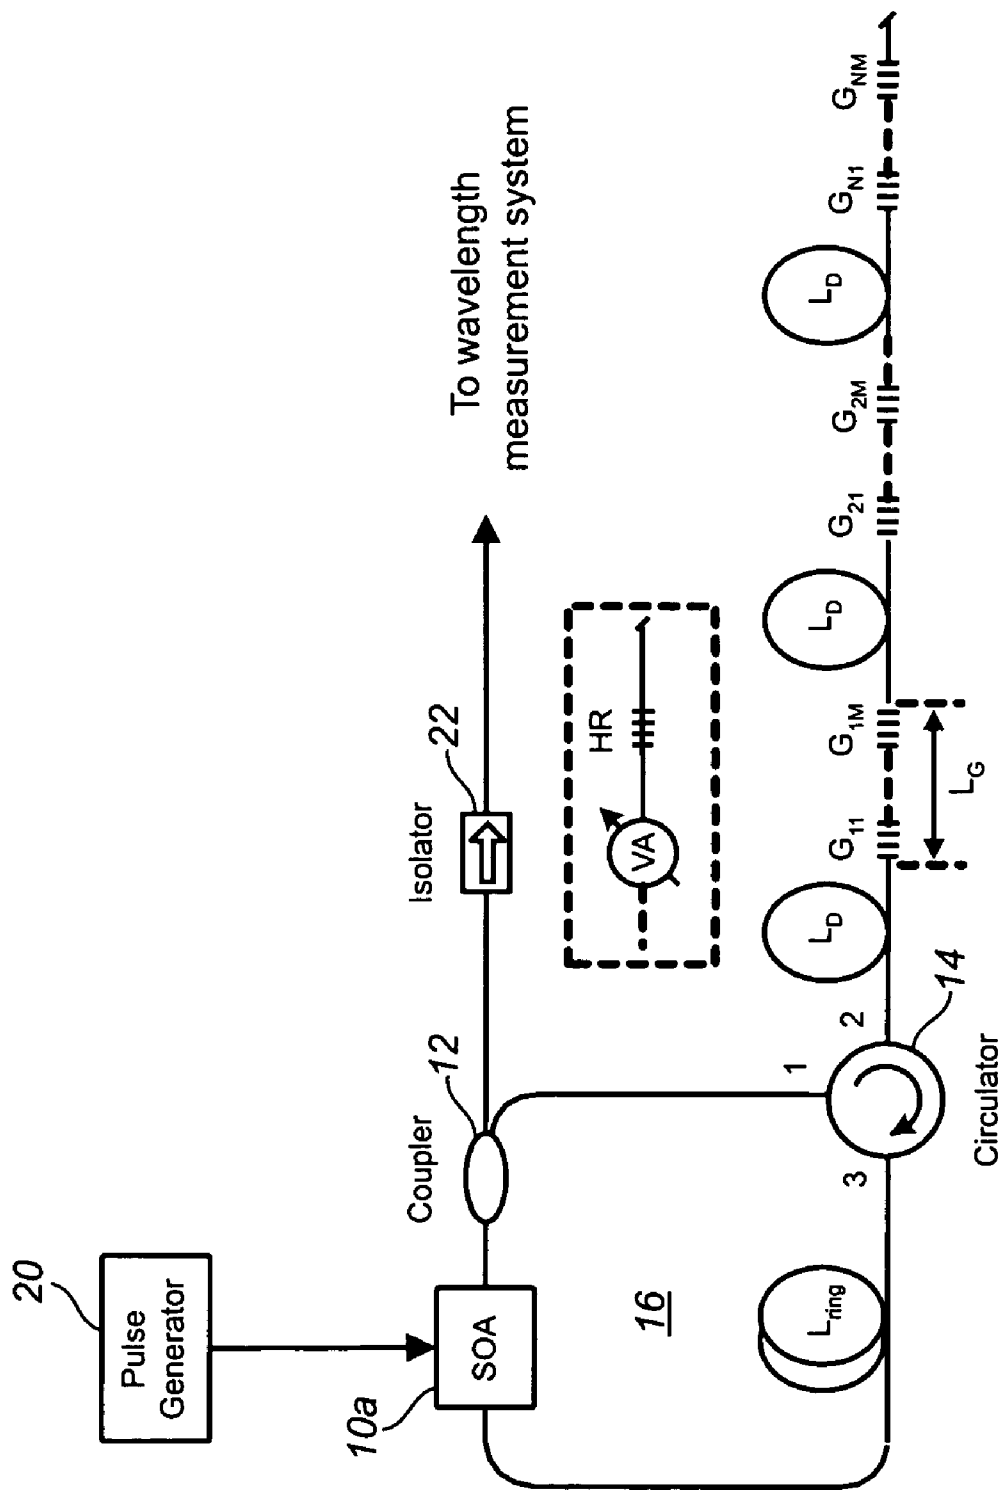 20
Pulse
Generator
10a
SOA
Coupler
12
Isolator
22
To wavelength
measurement system
16
VA
HR
L_ring
3
1
2
14
Circulator
L_D
G_11
G_1M
L_G
L_D
G_21
G_2M
L_D
G_N1
G_NM